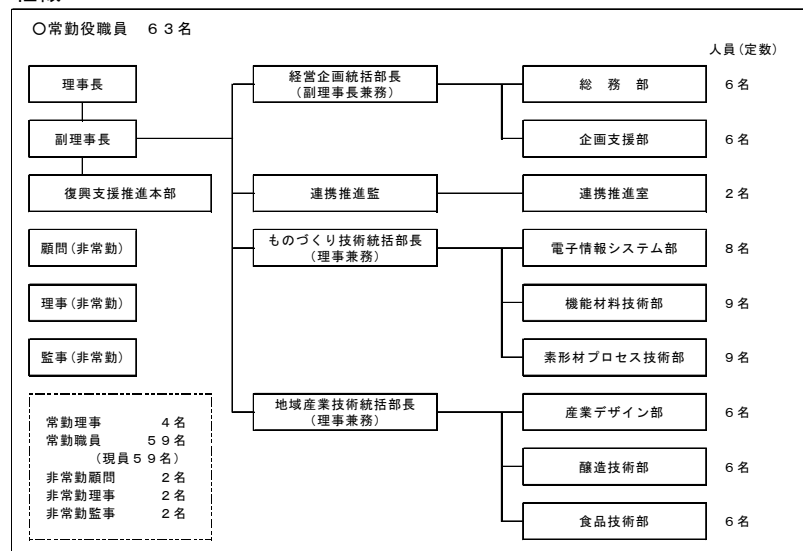 〇常勤役職員 ６３名
人員(定数)
理事長
経営企画統括部長
(副理事長兼務)
総 務 部
６名
副理事長
企画支援部
６名
復興支援推進本部
連携推進監
連携推進室
２名
顧問(非常勤)
ものづくり技術統括部長
(理事兼務)
電子情報システム部
８名
理事(非常勤)
機能材料技術部
９名
監事(非常勤)
素形材プロセス技術部
９名
地域産業技術統括部長
(理事兼務)
産業デザイン部
６名
醸造技術部
６名
食品技術部
６名
常勤理事 ４名
常勤職員 ５９名
(現員５９名)
非常勤顧問 ２名
非常勤理事 ２名
非常勤監事 ２名